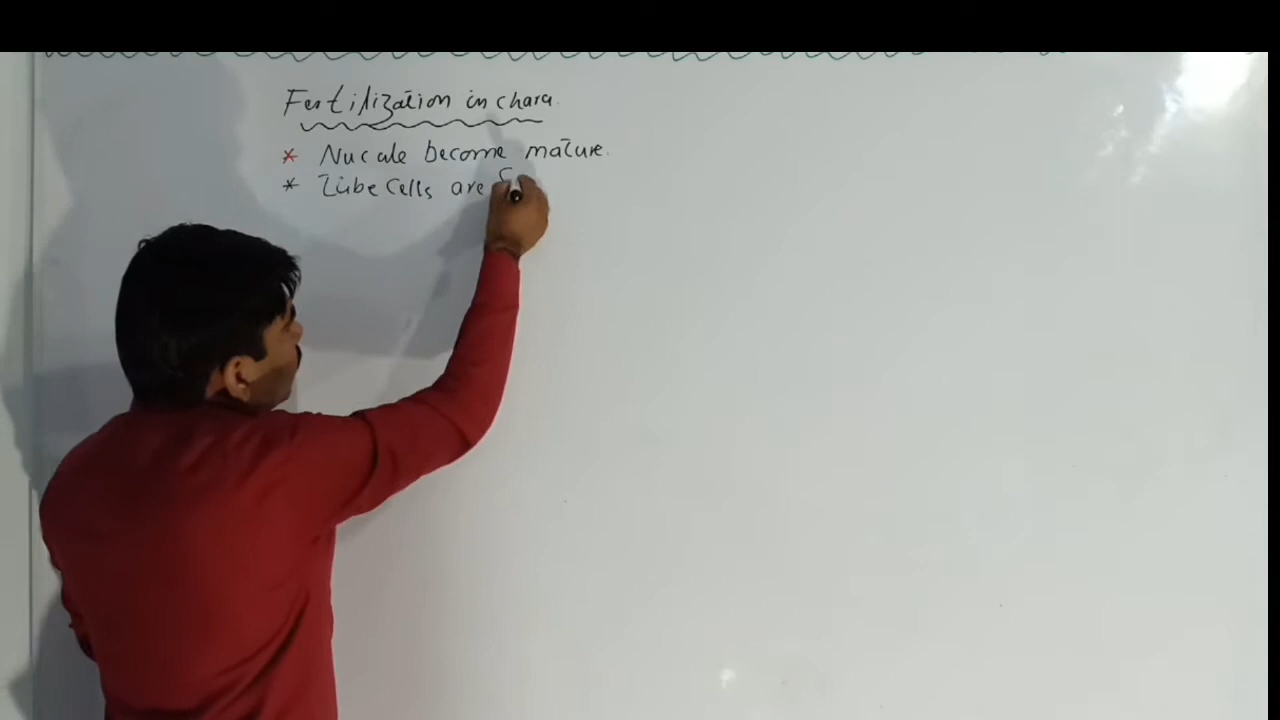 Fertilization in chara.
* Nucule become mature.
* Tube Cells are